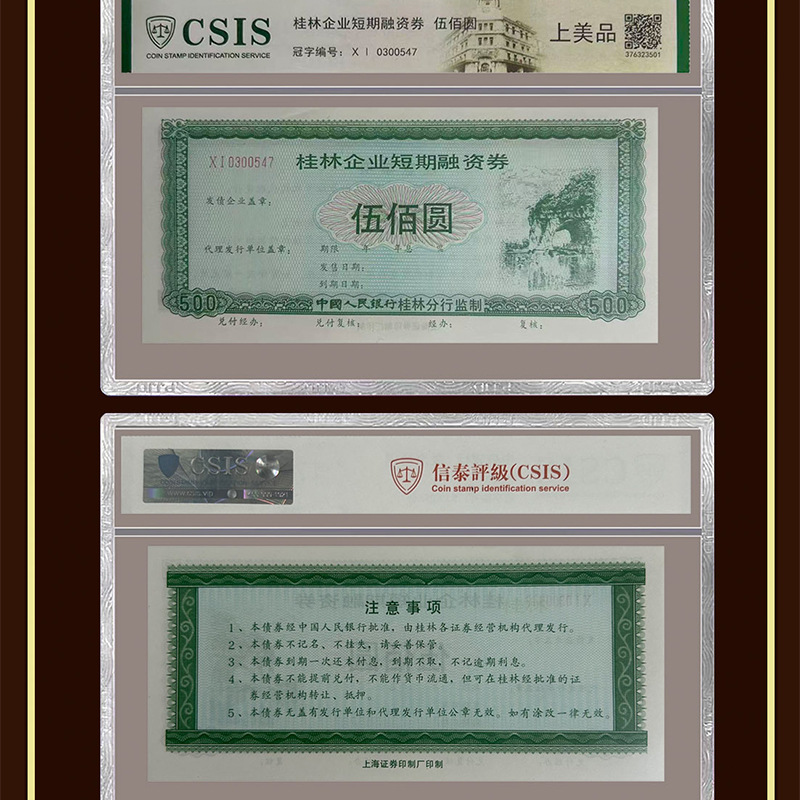 CSIS
COIN STAMP IDENTIFICATION SERVICE
桂林企业短期融资券 伍佰圆
冠字编号：XI 0300547
上美品
376323501
XI0300547
桂林企业短期融资券
发债企业盖章：
伍佰圆
代理发行单位盖章：
期限 年 年息
发售日期：
到期日期：
500
中國人民银行桂林分行监制
500
兑付经办：
兑付复核：
经办：
复核：
CSIS
WWW.CSIS.VIP
信泰評級(CSIS)
Coin stamp identification service
注意事项
1、本债券经中国人民银行批准，由桂林各证券经营机构代理发行。
2、本债券不记名、不挂失，请妥善保管。
3、本债券到期一次还本付息，到期不取，不记逾期利息。
4、本债券不能提前兑付，不能作货币流通，但可在桂林经批准的证
券经营机构转让、抵押。
5、本债券无盖有发行单位和代理发行单位公章无效。如有涂改一律无效。
上海证券印制厂印制